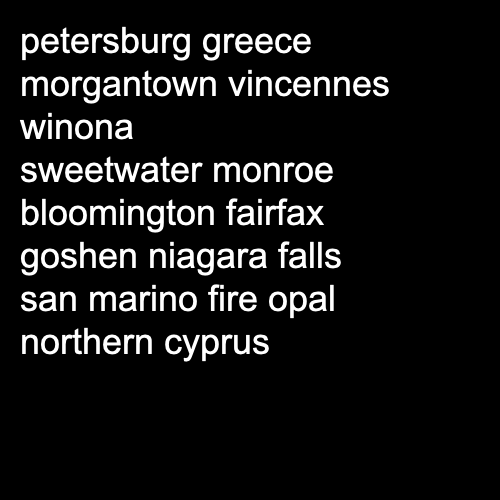 petersburg greece
morgantown vincennes
winona
sweetwater monroe
bloomington fairfax
goshen niagara falls
san marino fire opal
northern cyprus